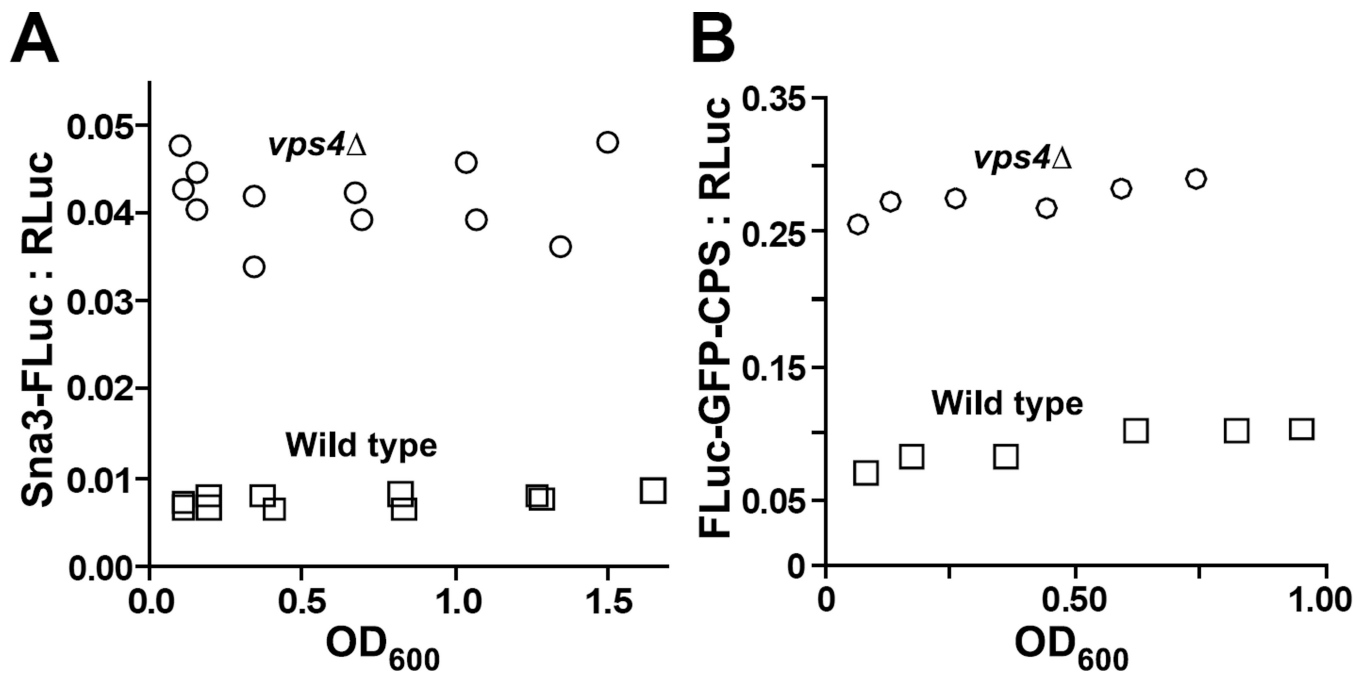 A
Sna3-FLuc : RLuc
0.05
0.04
0.03
0.02
0.01
0.00
vps4Δ
Wild type
0.0 0.5 1.0 1.5
OD600
B
FLuc-GFP-CPS : RLuc
0.35
0.25
0.15
0.05
0
vps4Δ
Wild type
0 0.50 1.00
OD600